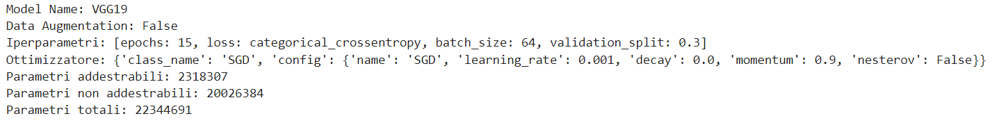 Model Name: VGG19
Data Augmentation: False
Iperparametri: [epochs: 15, loss: categorical_crossentropy, batch_size: 64, validation_split: 0.3]
Ottimizzatore: {'class_name': 'SGD', 'config': {'name': 'SGD', 'learning_rate': 0.001, 'decay': 0.0, 'momentum': 0.9, 'nesterov': False}}
Parametri addestrabili: 2318307
Parametri non addestrabili: 20026384
Parametri totali: 22344691